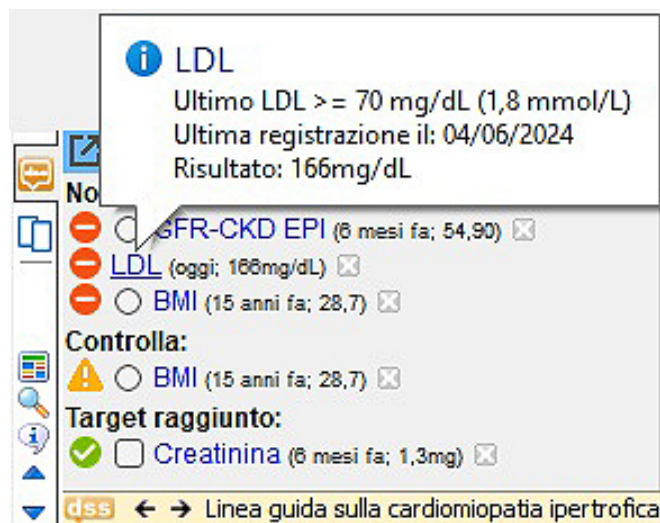 LDL
Ultimo LDL >= 70 mg/dL (1,8 mmol/L)
Ultima registrazione il: 04/06/2024
Risultato: 166mg/dL
No
GFR-CKD EPI (6 mesi fa; 54,90)
LDL (oggi; 166mg/dL)
BMI (15 anni fa; 28,7)
Controlla:
BMI (15 anni fa; 28,7)
Target raggiunto:
Creatinina (6 mesi fa; 1,3mg)
dss ← → Linea guida sulla cardiomiopatia ipertrofica